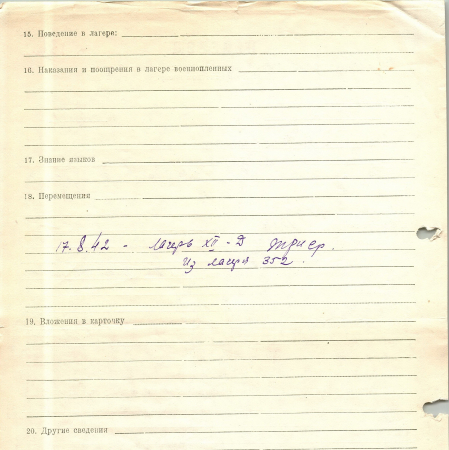 15. Поведение в лагере:
16. Наказания и поощрения в лагере военнопленных
17. Знание языков
18. Перемещения
17.8.42 - лагерь XII-Д Трир.
Из лагеря 352.
19. Вложения в карточку
20. Другие сведения